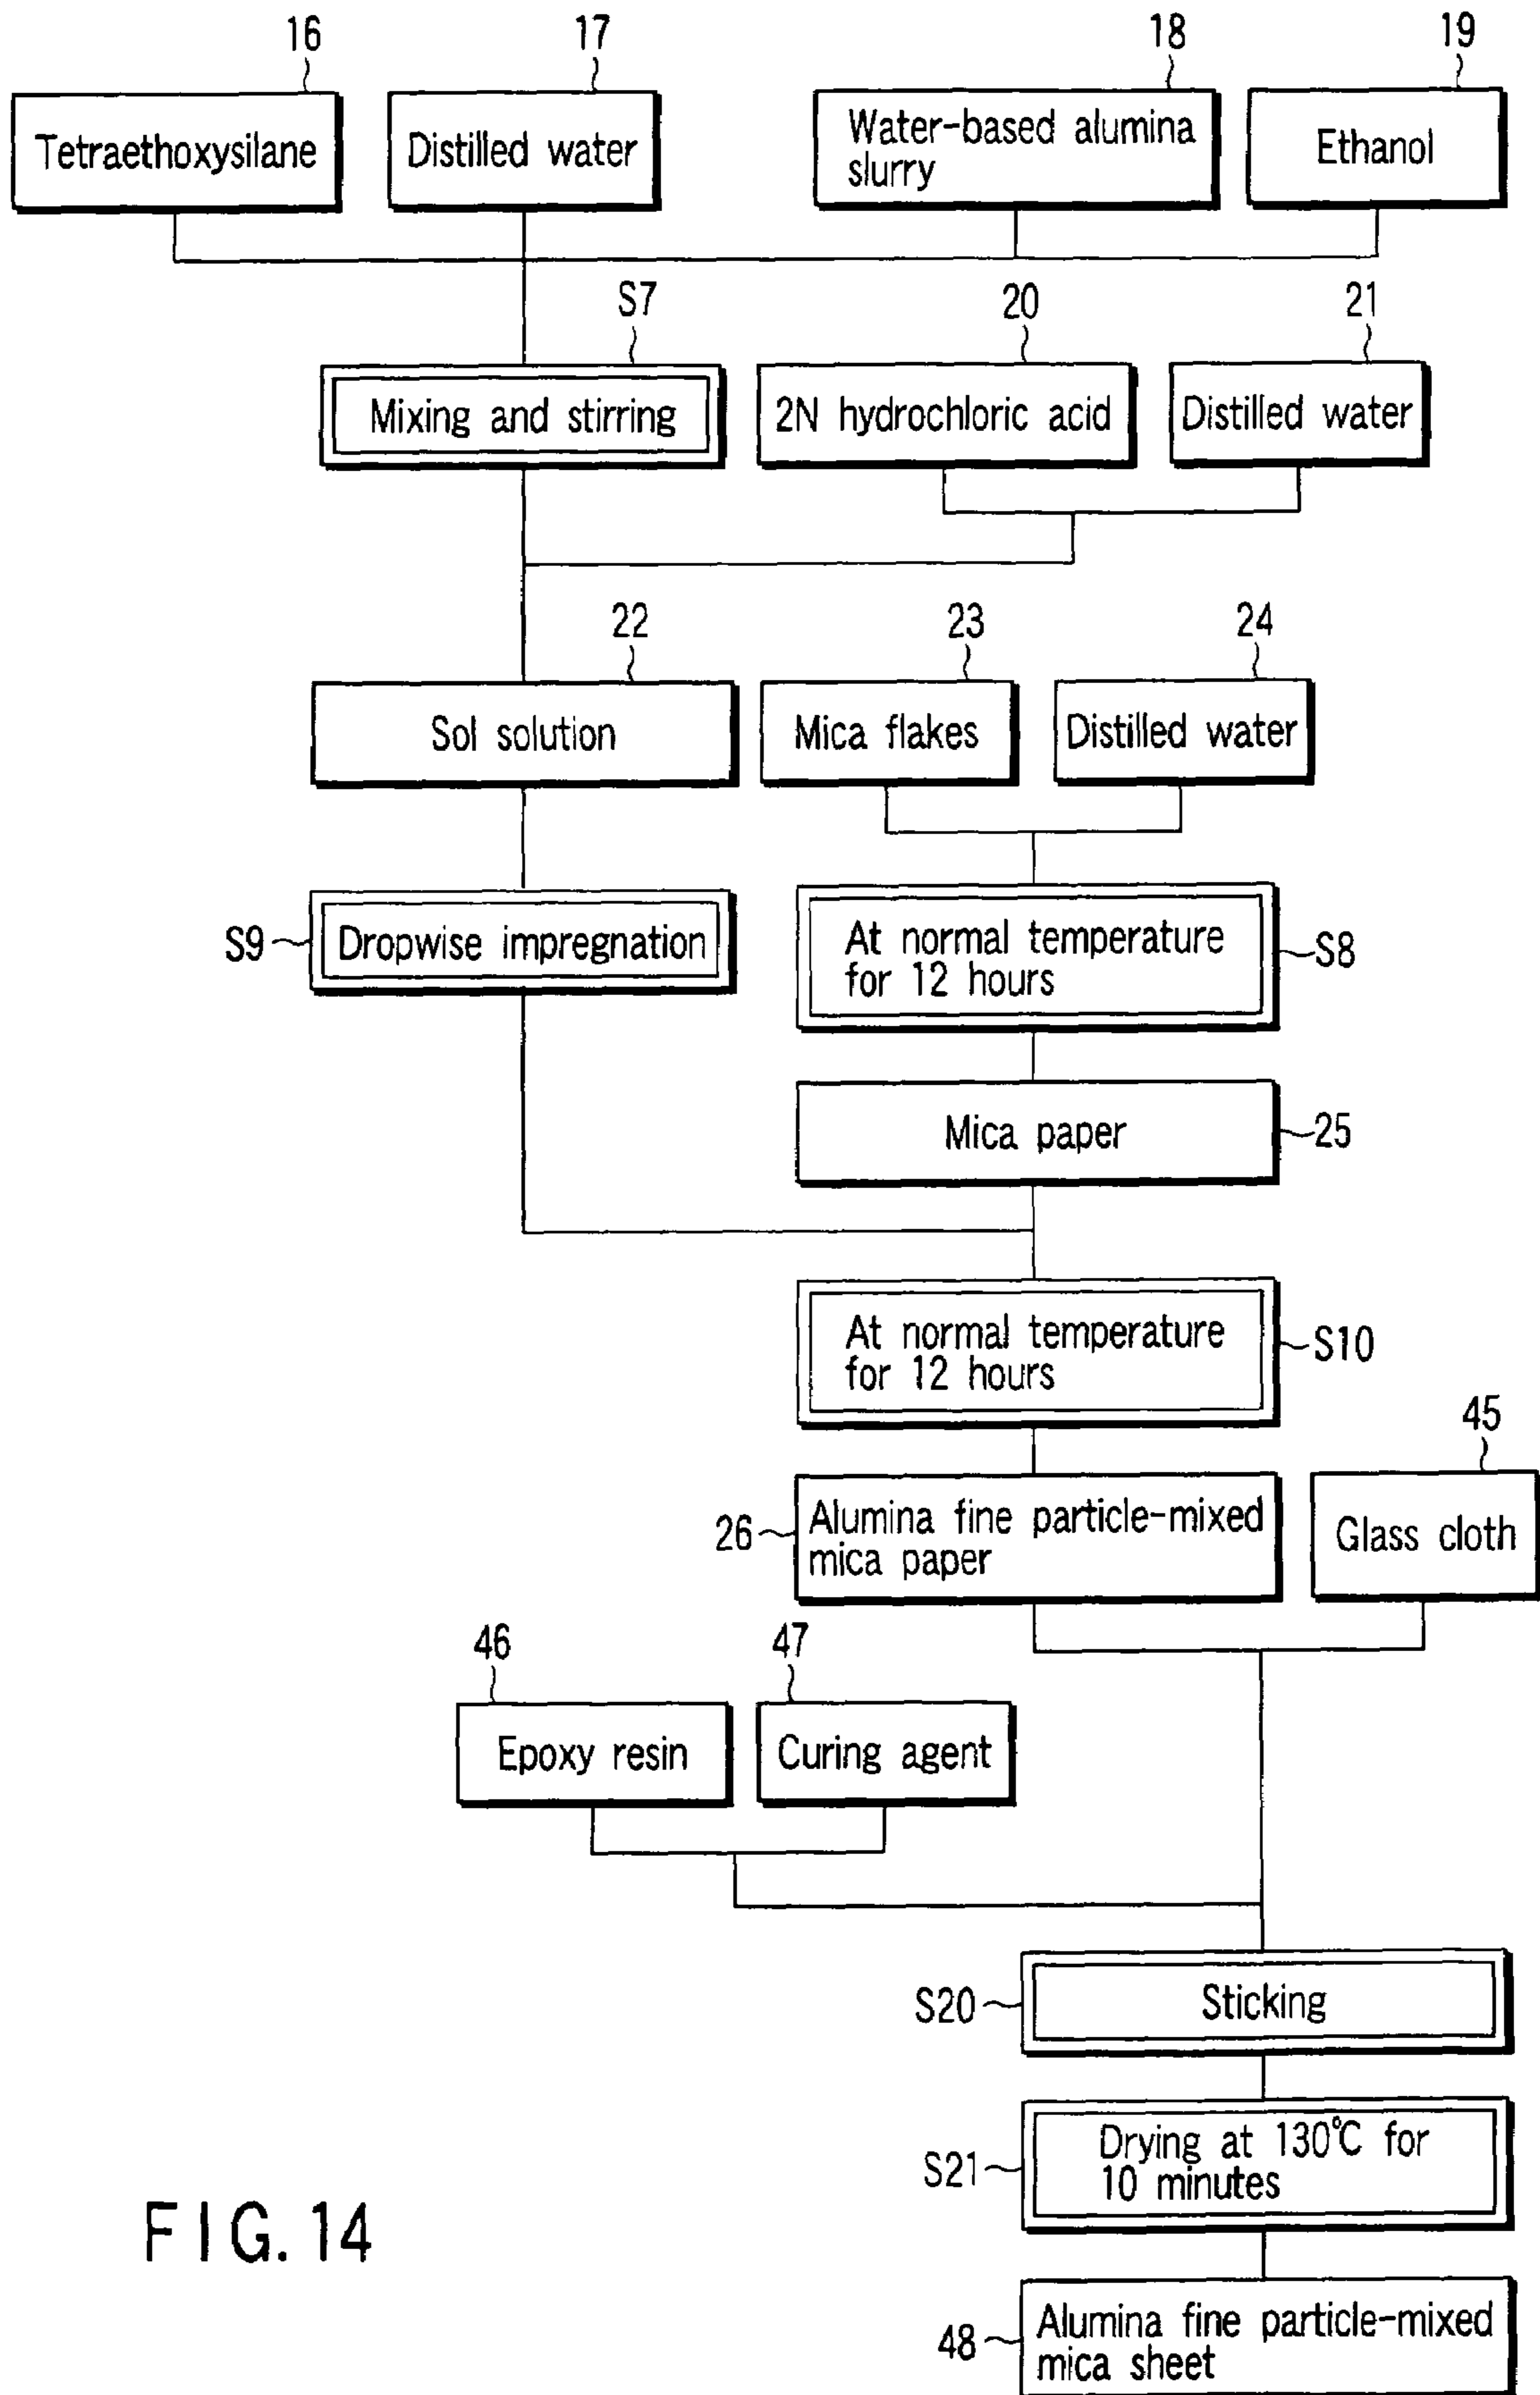 16
17
18
19
Tetraethoxysilane
Distilled water
Water-based alumina
slurry
Ethanol
S7
20
21
Mixing and stirring
2N hydrochloric acid
Distilled water
22
23
24
Sol solution
Mica flakes
Distilled water
S9
Dropwise impregnation
At normal temperature
for 12 hours
S8
Mica paper
25
At normal temperature
for 12 hours
S10
45
26
Alumina fine particle-mixed
mica paper
Glass cloth
46
47
Epoxy resin
Curing agent
S20
Sticking
S21
Drying at 130°C for
10 minutes
FIG. 14
48
Alumina fine particle-mixed
mica sheet